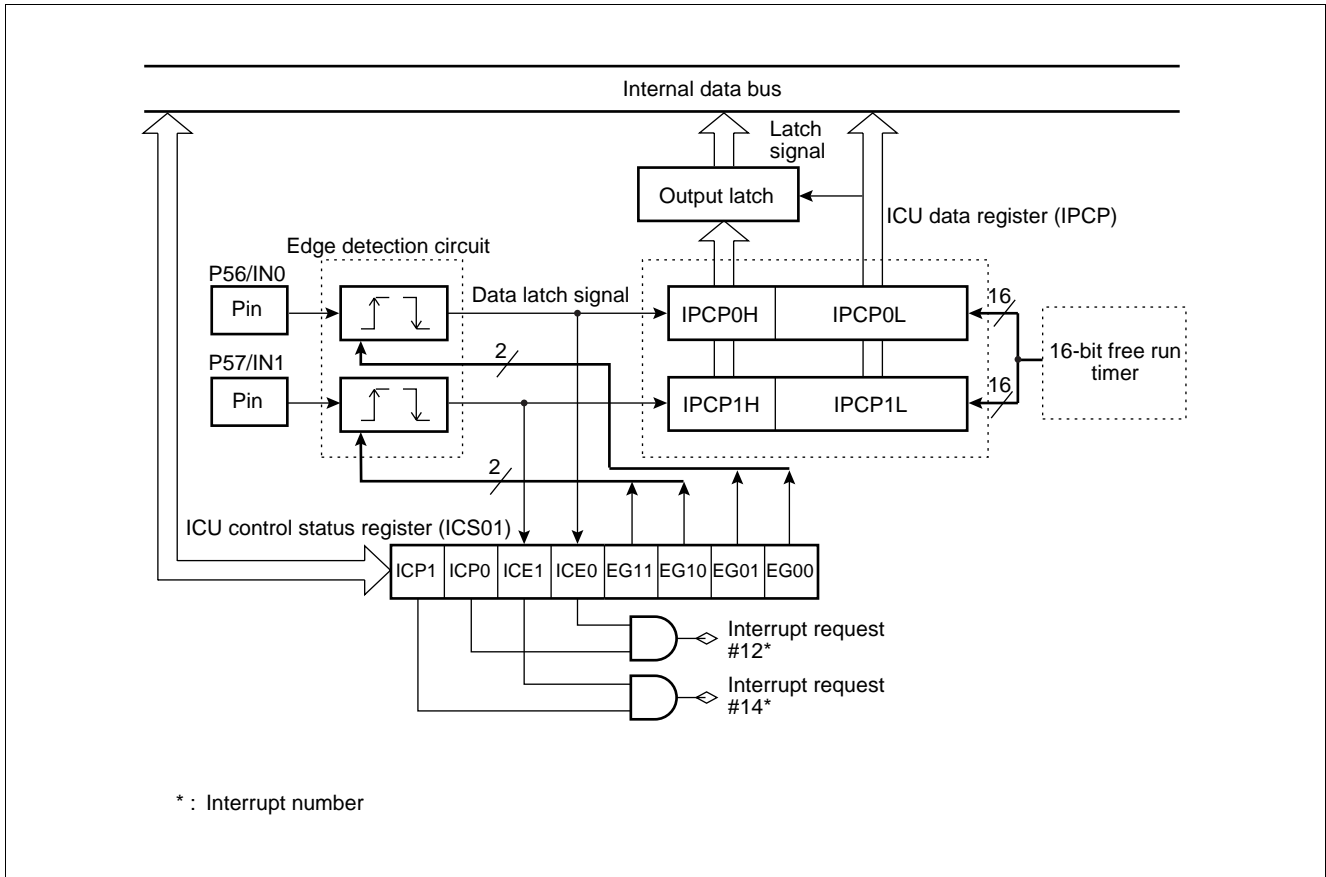 Internal data bus
Latch
signal
Output latch
ICU data register (IPCP)
Edge detection circuit
P56/IN0
Pin
Data latch signal
IPCP0H
IPCP0L
16
16-bit free run
timer
2
P57/IN1
Pin
IPCP1H
IPCP1L
16
2
ICU control status register (ICS01)
ICP1
ICP0
ICE1
ICE0
EG11
EG10
EG01
EG00
Interrupt request
#12*
Interrupt request
#14*
* : Interrupt number